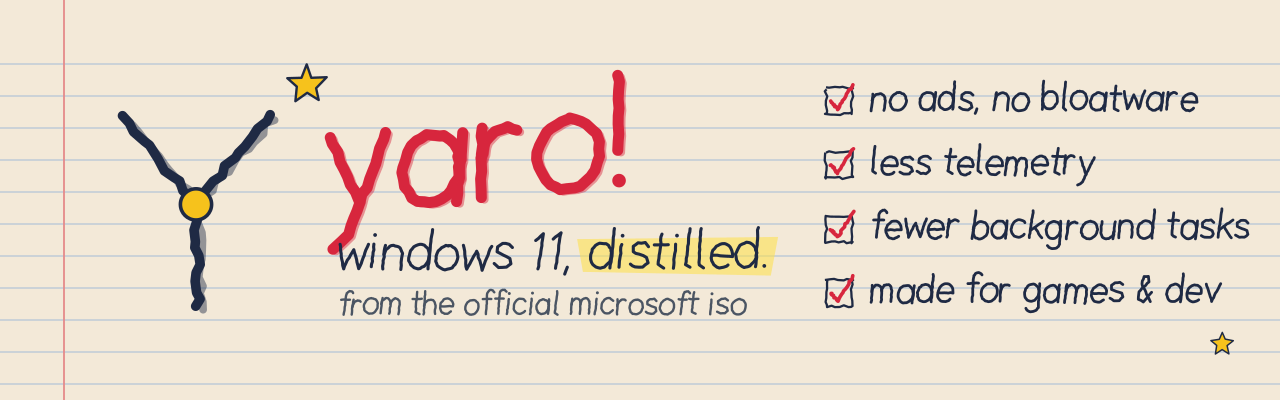 Y
yaro!
windows 11, distilled.
from the official microsoft iso
no ads, no bloatware
less telemetry
fewer background tasks
made for games & dev